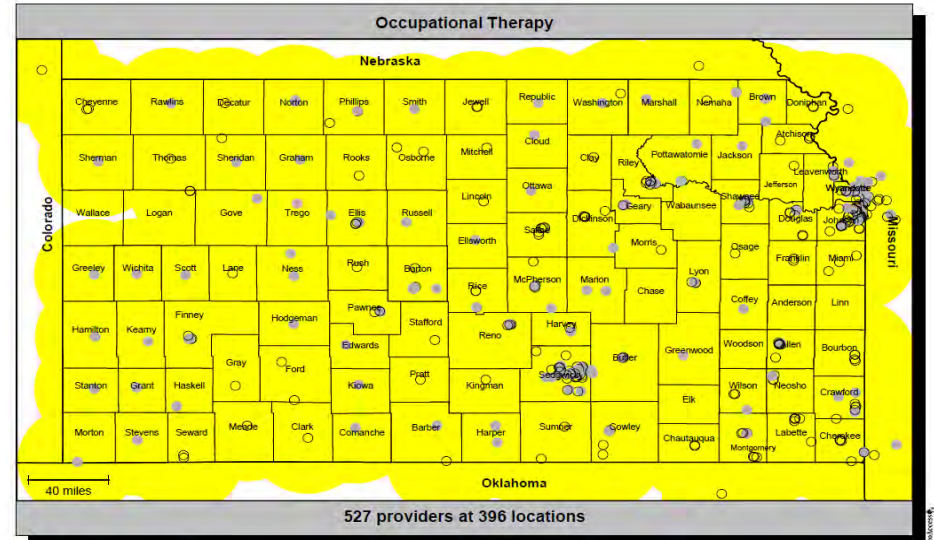 Occupational Therapy
Nebraska
Cheyenne Rawlins Decatur Norton Phillips Smith Jewell Republic Washington Marshall Nemaha Brown Doniphan
Atchison
Cloud
Sherman Thomas Sheridan Graham Rooks Osborne Mitchell Clay Riley Pottawatomie Jackson
Leavenworth
Jefferson
Wyandotte
Ottawa
Lincoln
Wallace Logan Gove Trego Ellis Russell Dickinson Geary Wabaunsee Shawnee Douglas Johnson
Colorado
Missouri
Saline
Ellsworth Morris Osage
Greeley Wichita Scott Lane Ness Rush Barton Franklin Miami
Rice McPherson Marion Chase Lyon
Coffey Anderson Linn
Hamilton Kearny Finney Hodgeman Pawnee Stafford Reno Harvey
Edwards
Gray Ford Butler Greenwood Woodson Allen Bourbon
Stanton Grant Haskell Kiowa Pratt Kingman Sedgwick Wilson Neosho Crawford
Elk
Morton Stevens Seward Meade Clark Comanche Barber Harper Sumner Cowley Chautauqua Montgomery Labette Cherokee
40 miles
Oklahoma
527 providers at 396 locations